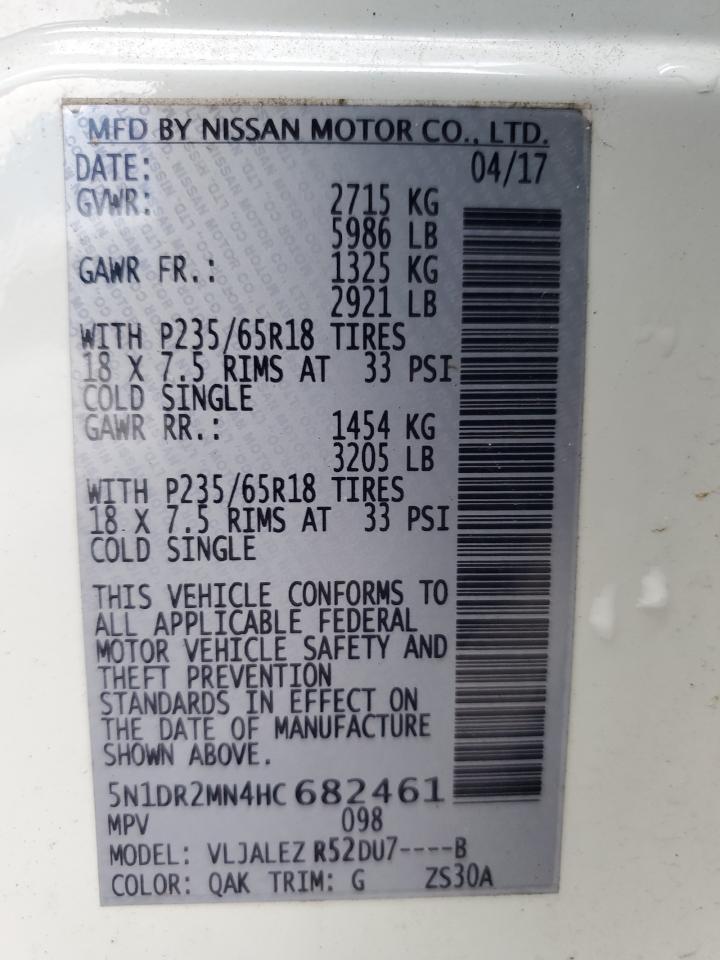 MFD BY NISSAN MOTOR CO., LTD.
DATE: 04/17
GVWR: 2715 KG
5986 LB
GAWR FR.: 1325 KG
2921 LB
WITH P235/65R18 TIRES
18 X 7.5 RIMS AT 33 PSI
COLD SINGLE
GAWR RR.: 1454 KG
3205 LB
WITH P235/65R18 TIRES
18 X 7.5 RIMS AT 33 PSI
COLD SINGLE
THIS VEHICLE CONFORMS TO
ALL APPLICABLE FEDERAL
MOTOR VEHICLE SAFETY AND
THEFT PREVENTION
STANDARDS IN EFFECT ON
THE DATE OF MANUFACTURE
SHOWN ABOVE.
5N1DR2MN4HC682461
MPV 098
MODEL: VLJALEZ R52DU7----B
COLOR: QAK TRIM: G ZS30A